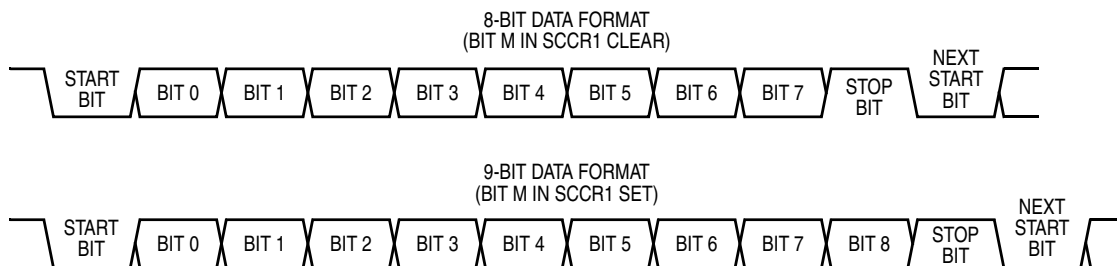 8-BIT DATA FORMAT
(BIT M IN SCCR1 CLEAR)
START BIT BIT 0 BIT 1 BIT 2 BIT 3 BIT 4 BIT 5 BIT 6 BIT 7 STOP BIT NEXT START BIT
9-BIT DATA FORMAT
(BIT M IN SCCR1 SET)
START BIT BIT 0 BIT 1 BIT 2 BIT 3 BIT 4 BIT 5 BIT 6 BIT 7 BIT 8 STOP BIT NEXT START BIT